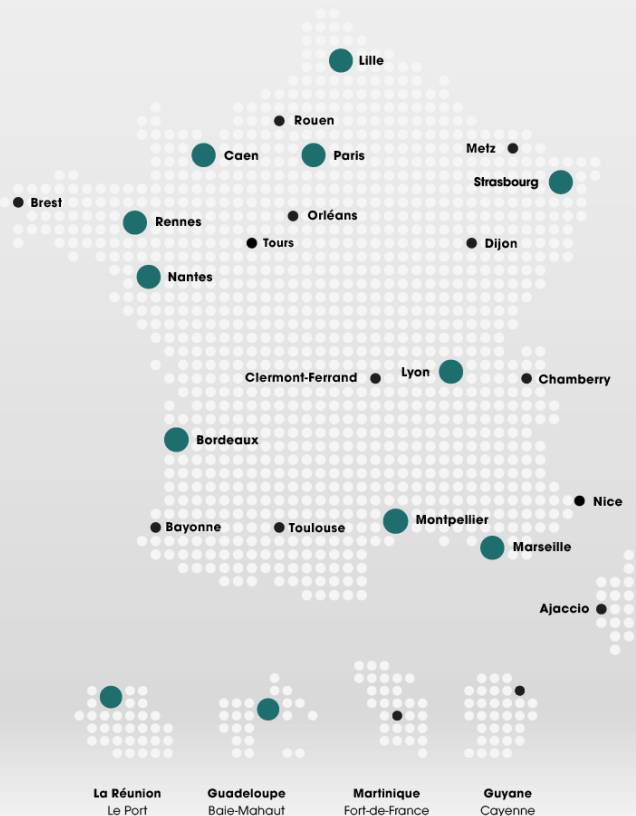 Lille
Rouen
Caen
Paris
Metz
Strasbourg
Brest
Rennes
Orléans
Tours
Dijon
Nantes
Clermont-Ferrand
Lyon
Chamberry
Bordeaux
Nice
Bayonne
Toulouse
Montpellier
Marseille
Ajaccio
La Réunion
Le Port
Guadeloupe
Baie-Mahaut
Martinique
Fort-de-France
Guyane
Cayenne